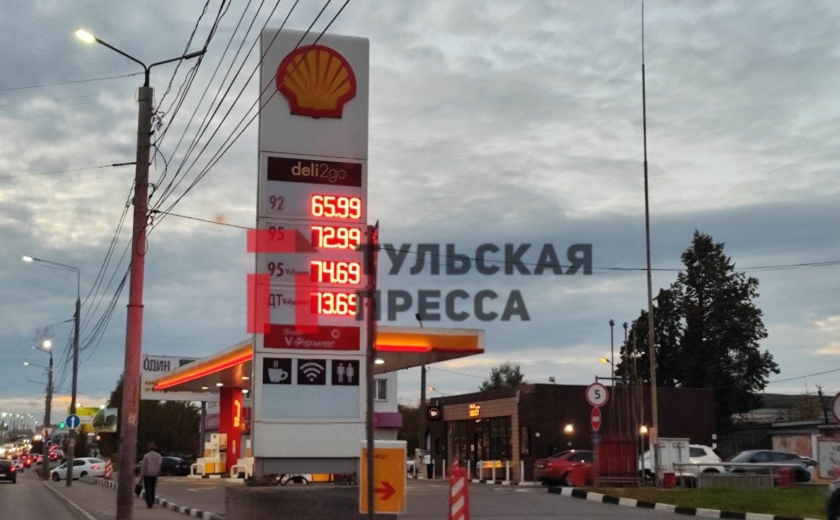 deli2go
92 65.99
95 72.99
95 V-Power 74.69
ДТ V-Power 73.69
ТУЛЬСКАЯ
ПРЕССА
Shell
V-Power
ОДИН
5